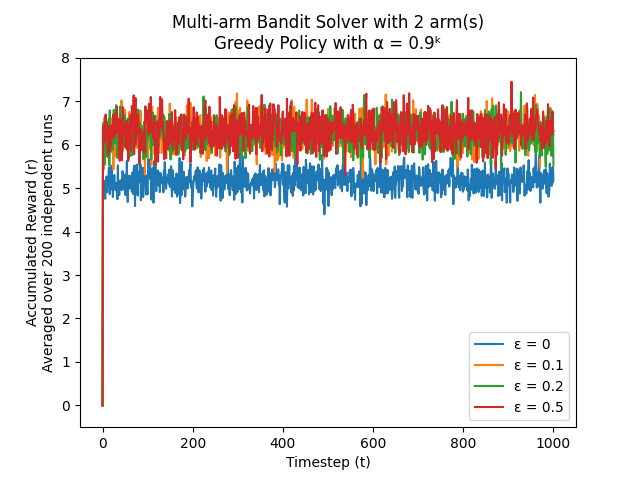 Multi-arm Bandit Solver with 2 arm(s)
Greedy Policy with α = 0.9ᵏ
Accumulated Reward (r)
Averaged over 200 independent runs
8
7
6
5
4
3
2
1
0
0 200 400 600 800 1000
Timestep (t)
ε = 0
ε = 0.1
ε = 0.2
ε = 0.5